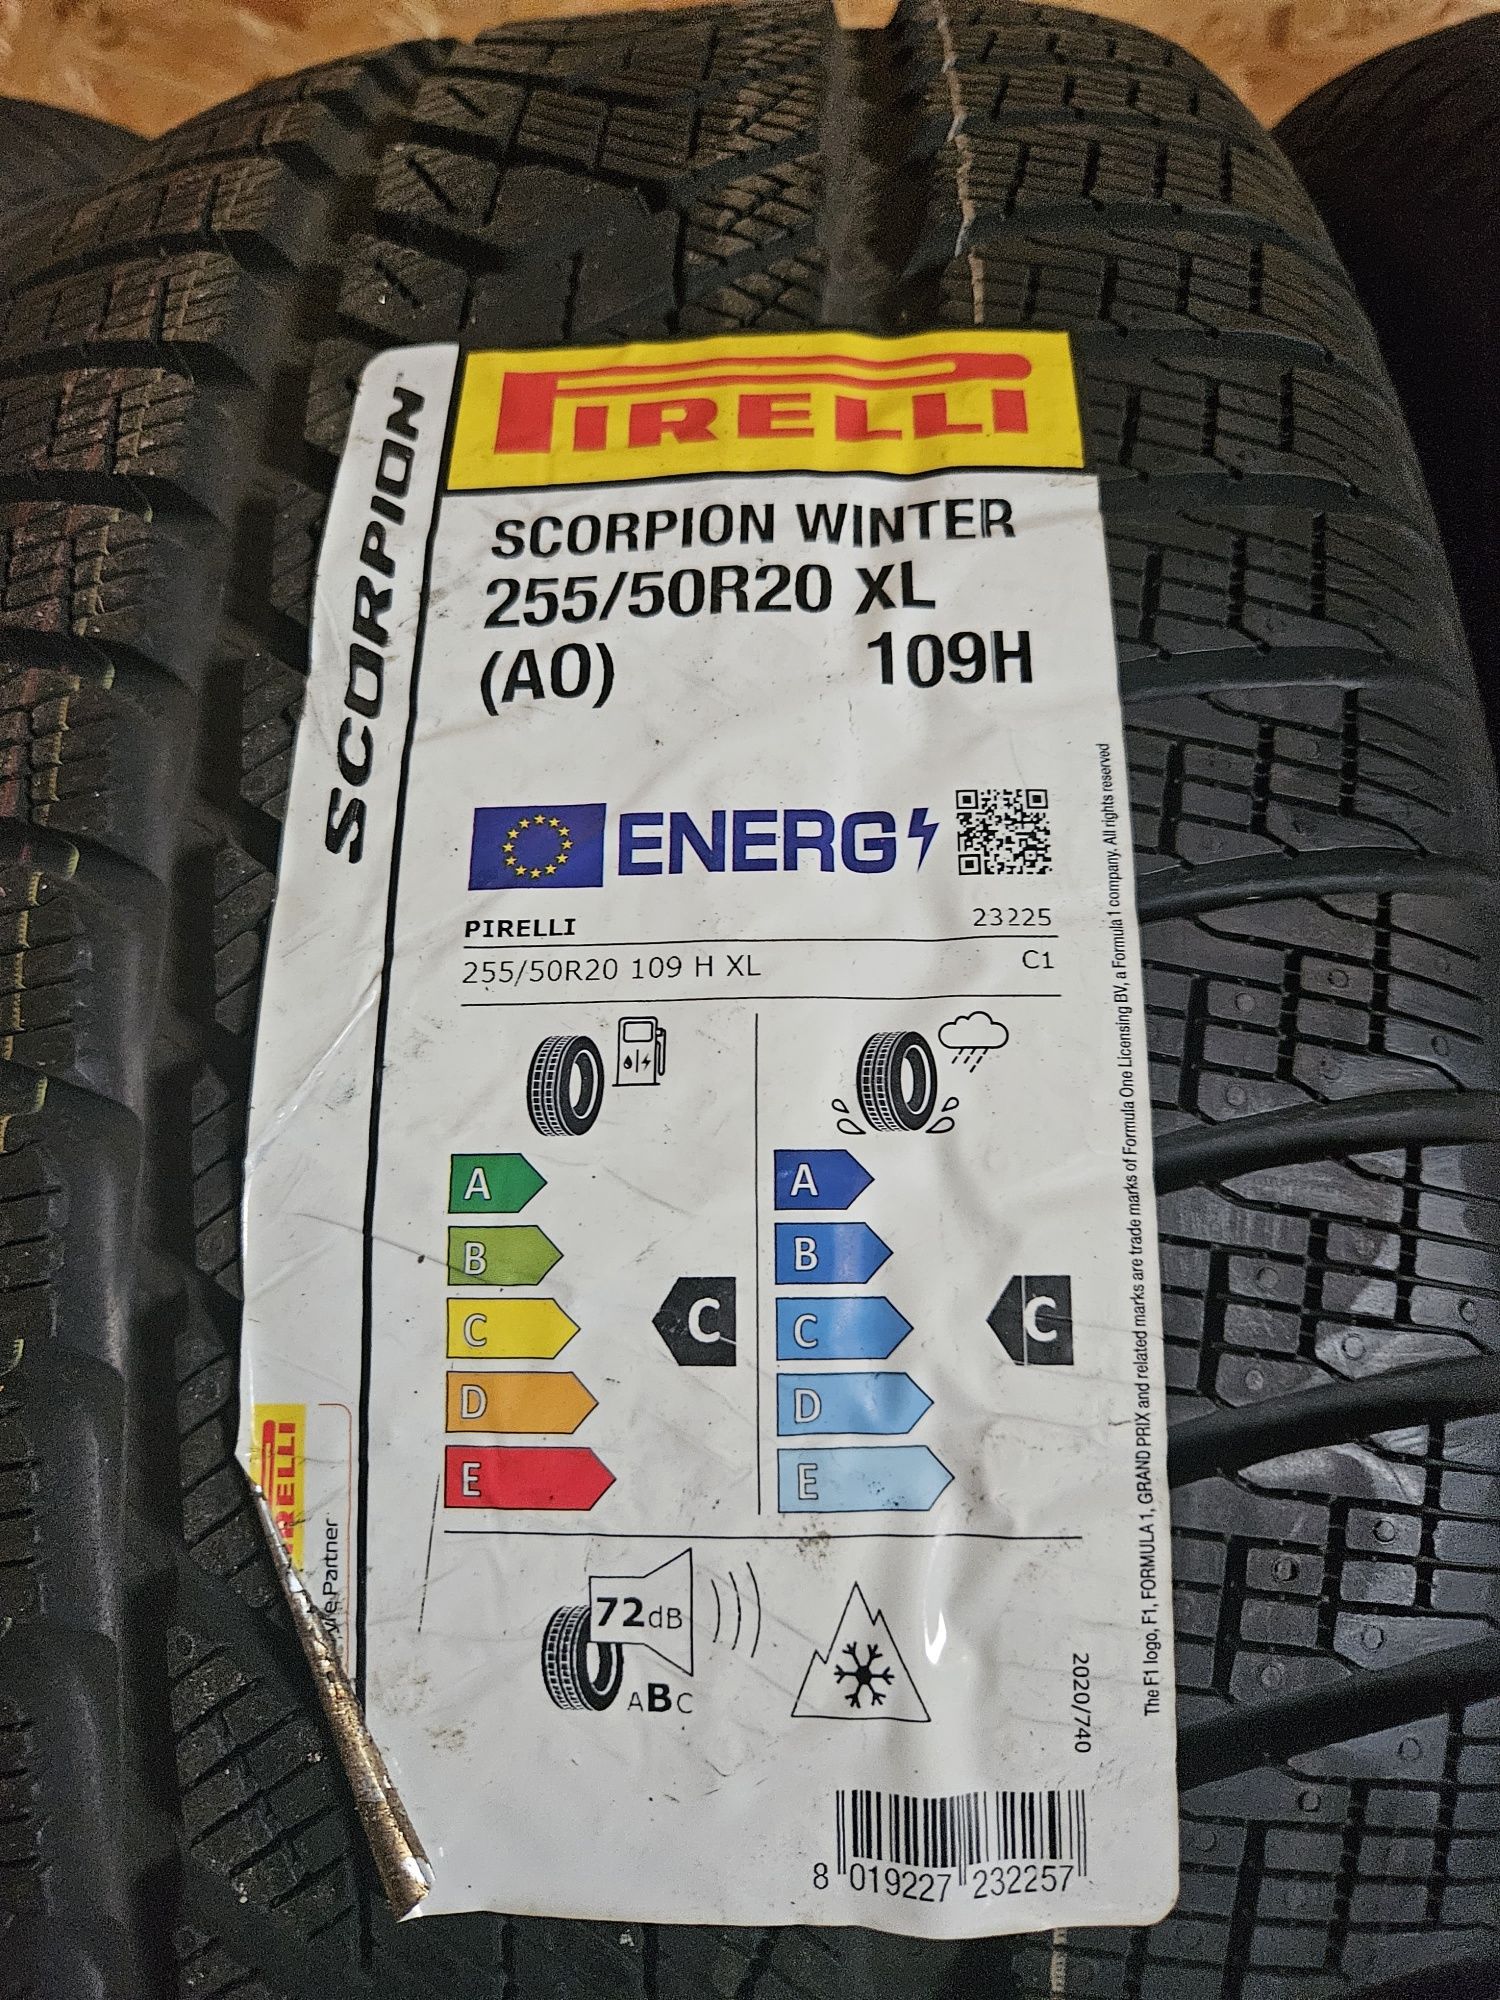 PIRELLI
SCORPION
SCORPION WINTER
255/50R20 XL
(AO) 109H
ENERG
PIRELLI 23225
255/50R20 109 H XL C1
A
B
C
D
E
C
A
B
C
D
E
C
72dB
ABC
2020/740
8 019227 232257
The F1 logo, F1, FORMULA 1, GRAND PRIX and related marks are trade marks of Formula One Licensing BV, a Formula 1 company. All rights reserved
Partner